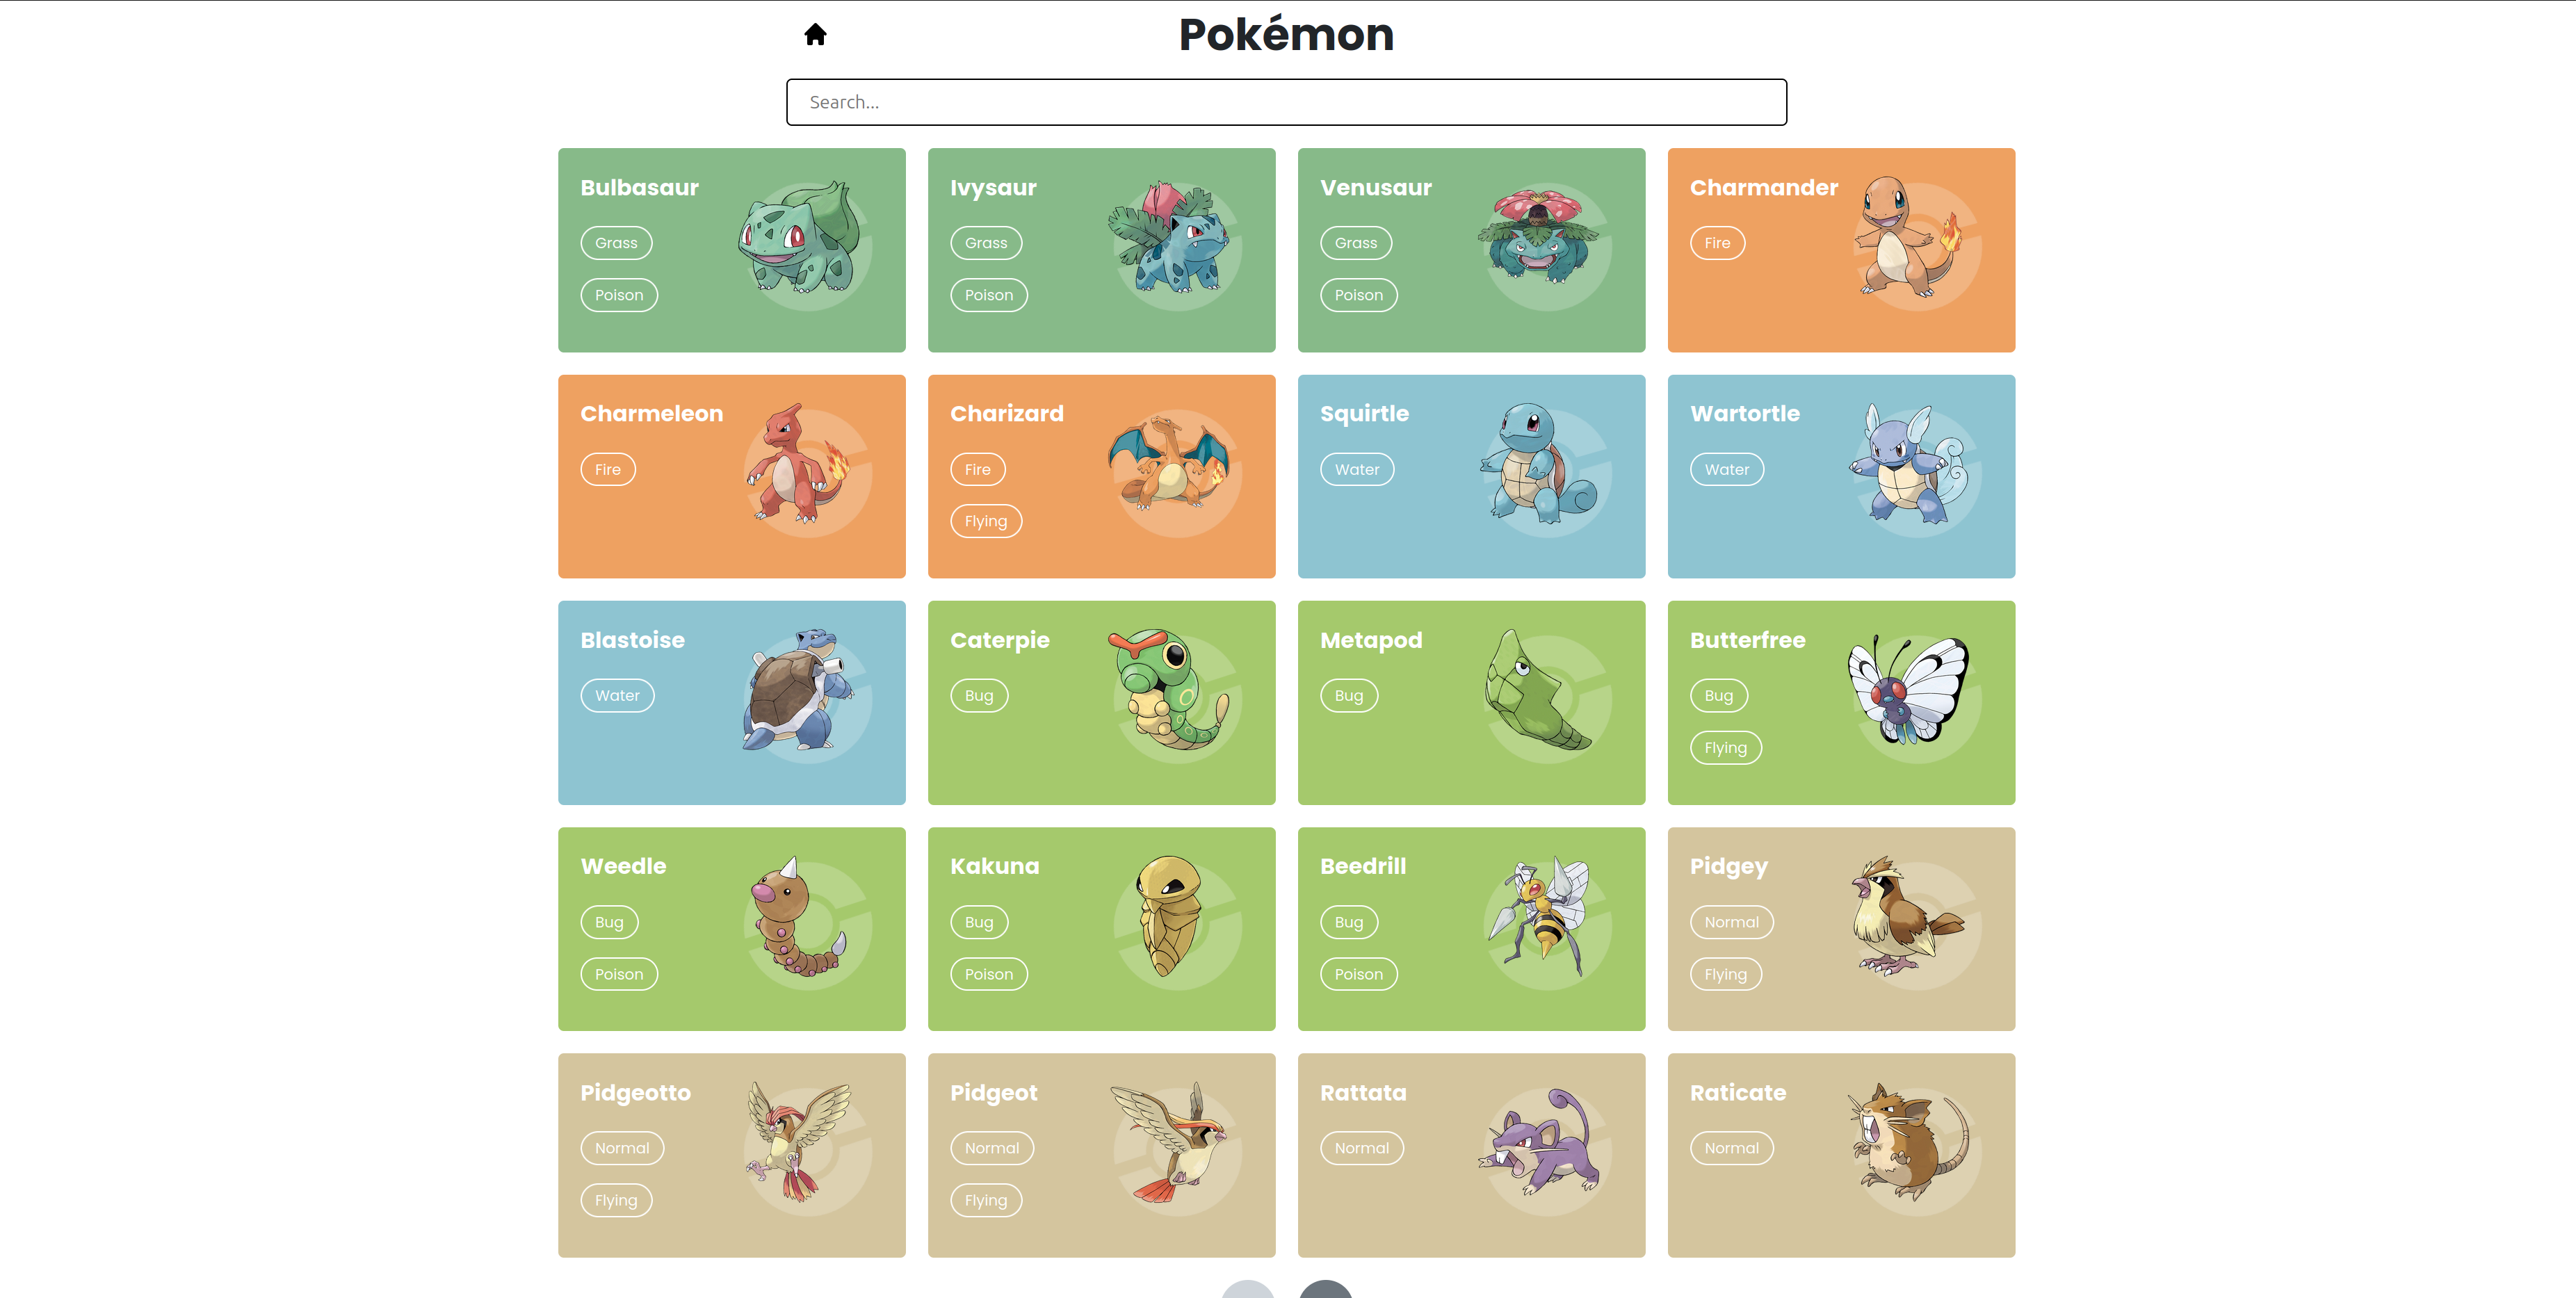 Pokémon
Search...
Bulbasaur
Grass
Poison
Ivysaur
Grass
Poison
Venusaur
Grass
Poison
Charmander
Fire
Charmeleon
Fire
Charizard
Fire
Flying
Squirtle
Water
Wartortle
Water
Blastoise
Water
Caterpie
Bug
Metapod
Bug
Butterfree
Bug
Flying
Weedle
Bug
Poison
Kakuna
Bug
Poison
Beedrill
Bug
Poison
Pidgey
Normal
Flying
Pidgeotto
Normal
Flying
Pidgeot
Normal
Flying
Rattata
Normal
Raticate
Normal